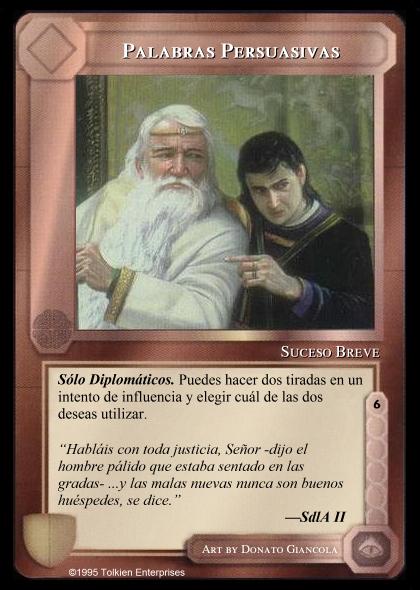 PALABRAS PERSUASIVAS
SUCESO BREVE
Sólo Diplomáticos. Puedes hacer dos tiradas en un
intento de influencia y elegir cuál de las dos
deseas utilizar.
6
“Habláis con toda justicia, Señor -dijo el
hombre pálido que estaba sentado en las
gradas- ...y las malas nuevas nunca son buenos
huéspedes, se dice.”
—SdlA II
ART BY DONATO GIANCOLA
©1995 Tolkien Enterprises